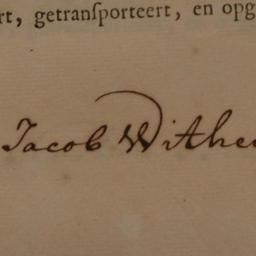 rt, getranſporteert, en opg
Jacob Withe